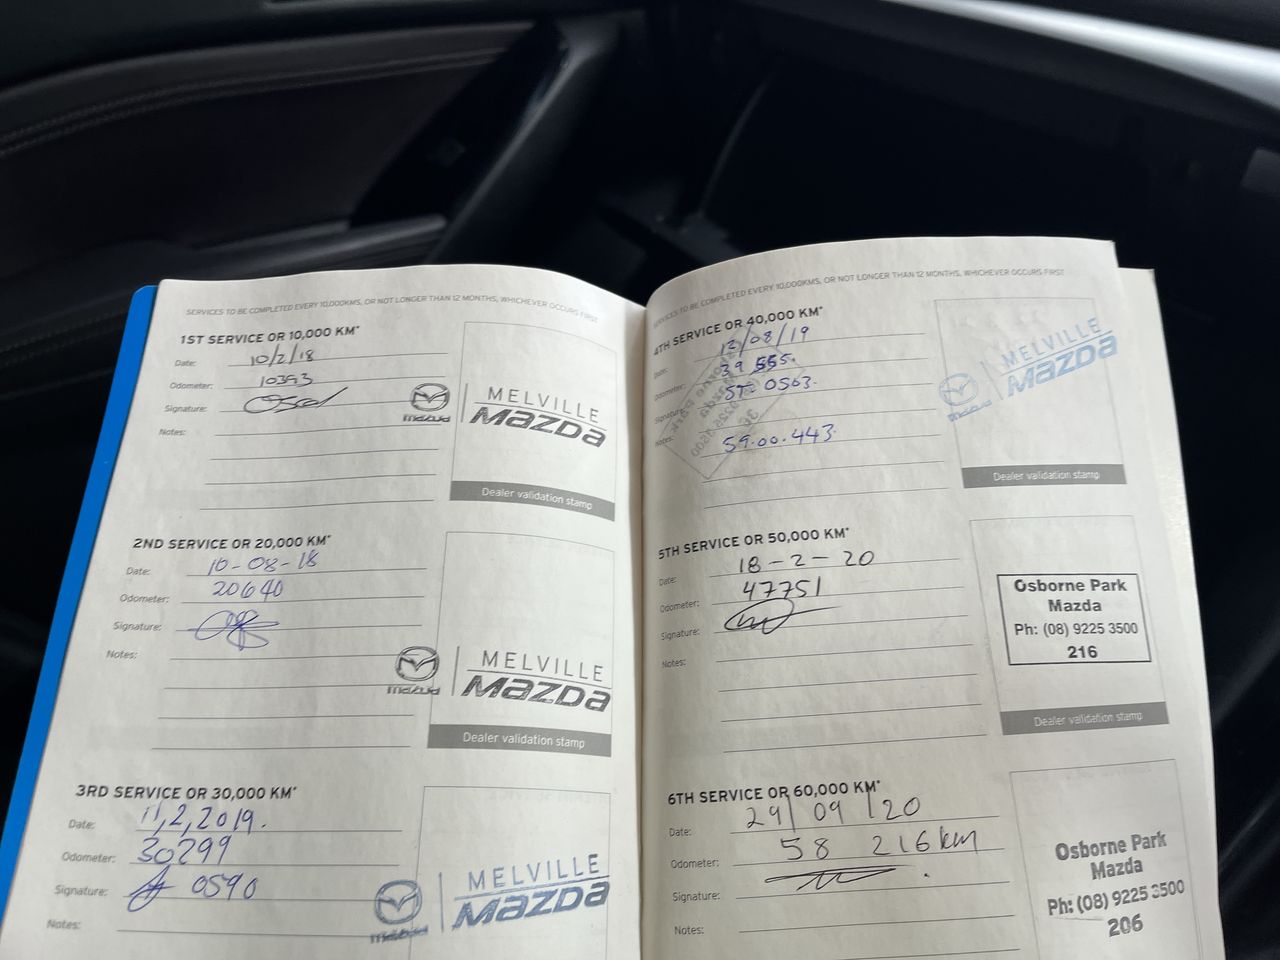 SERVICES TO BE COMPLETED EVERY 10,000KMS, OR NOT LONGER THAN 12 MONTHS, WHICHEVER OCCURS FIRST
1ST SERVICE OR 10,000 KM*
Date: 10/2/18
Odometer: 10393
Signature:
Notes:
mazda
MELVILLE
mazda
Dealer validation stamp
2ND SERVICE OR 20,000 KM*
Date: 10-08-18
Odometer: 20640
Signature:
Notes:
mazda
MELVILLE
mazda
Dealer validation stamp
3RD SERVICE OR 30,000 KM*
Date: 11,2,2019.
Odometer: 30299
Signature: 0590
Notes:
mazda
MELVILLE
mazda
SERVICES TO BE COMPLETED EVERY 10,000KMS, OR NOT LONGER THAN 12 MONTHS, WHICHEVER OCCURS FIRST
4TH SERVICE OR 40,000 KM*
Date: 12/08/19
Odometer: 39 555.
Signature: 0503.
Notes: 59.00.443.
MELVILLE
mazda
Dealer validation stamp
5TH SERVICE OR 50,000 KM*
Date: 18-2-20
Odometer: 47751
Signature:
Notes:
Osborne Park
Mazda
Ph: (08) 9225 3500
216
Dealer validation stamp
6TH SERVICE OR 60,000 KM*
Date: 29/09/20
Odometer: 58 216km
Signature:
Notes:
Osborne Park
Mazda
Ph: (08) 9225 3500
206